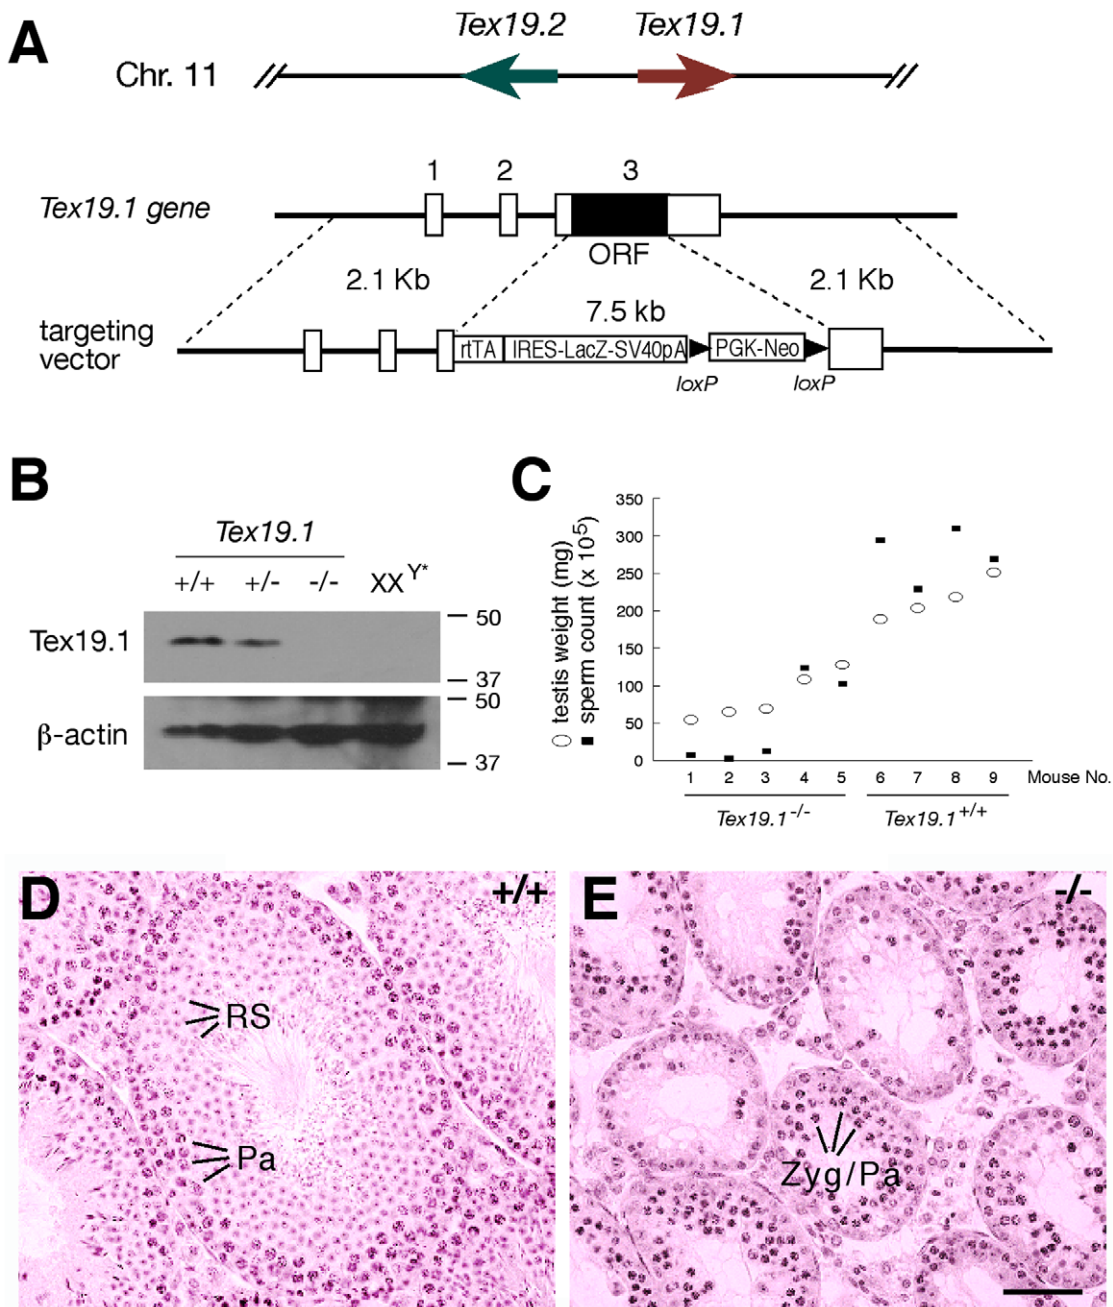 A
Tex19.2 Tex19.1
Chr. 11
1 2 3
Tex19.1 gene
ORF
2.1 Kb 2.1 Kb
7.5 kb
targeting
vector
rtTA IRES-LacZ-SV40pA PGK-Neo
loxP loxP
B
Tex19.1
+/+ +/- -/- XX Y*
Tex19.1
50
37
β-actin
50
37
C
testis weight (mg)
sperm count (x 10^5)
350
300
250
200
150
100
50
0
1 2 3 4 5 6 7 8 9 Mouse No.
Tex19.1 -/- Tex19.1 +/+
D +/+
RS
Pa
E -/-
Zyg/Pa